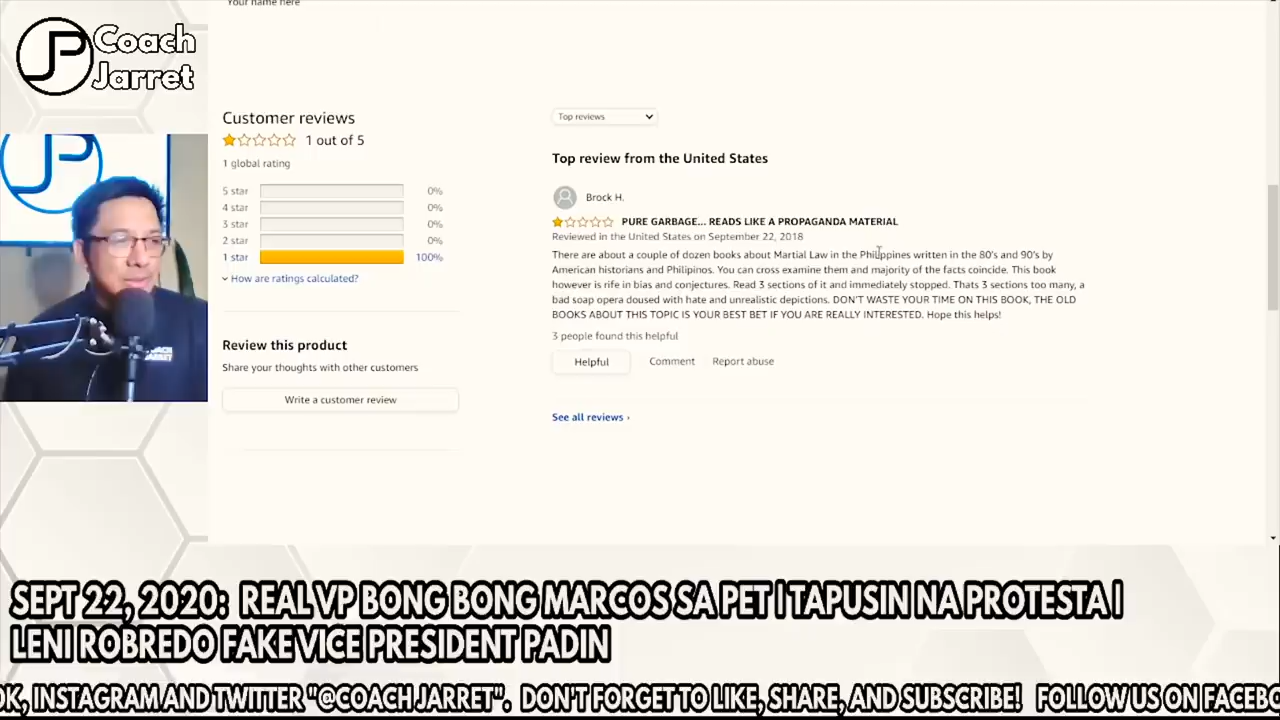 Your name here
Coach
Jarret
Customer reviews
1 out of 5
1 global rating
5 star 0%
4 star 0%
3 star 0%
2 star 0%
1 star 100%
How are ratings calculated?
Review this product
Share your thoughts with other customers
Write a customer review
Top reviews
Top review from the United States
Brock H.
PURE GARBAGE... READS LIKE A PROPAGANDA MATERIAL
Reviewed in the United States on September 22, 2018
There are about a couple of dozen books about Martial Law in the Philippines written in the 80's and 90's by
American historians and Philipinos. You can cross examine them and majority of the facts coincide. This book
however is rife in bias and conjectures. Read 3 sections of it and immediately stopped. Thats 3 sections too many, a
bad soap opera doused with hate and unrealistic depictions. DON'T WASTE YOUR TIME ON THIS BOOK, THE OLD
BOOKS ABOUT THIS TOPIC IS YOUR BEST BET IF YOU ARE REALLY INTERESTED. Hope this helps!
3 people found this helpful
Helpful Comment Report abuse
See all reviews ›
COACH
JARRET
SEPT 22, 2020: REAL VP BONG BONG MARCOS SA PET | TAPUSIN NA PROTESTA |
LENI ROBREDO FAKE VICE PRESIDENT PADIN
OK, INSTAGRAM AND TWITTER "@COACHJARRET". DON'T FORGET TO LIKE, SHARE, AND SUBSCRIBE! FOLLOW US ON FACEBO